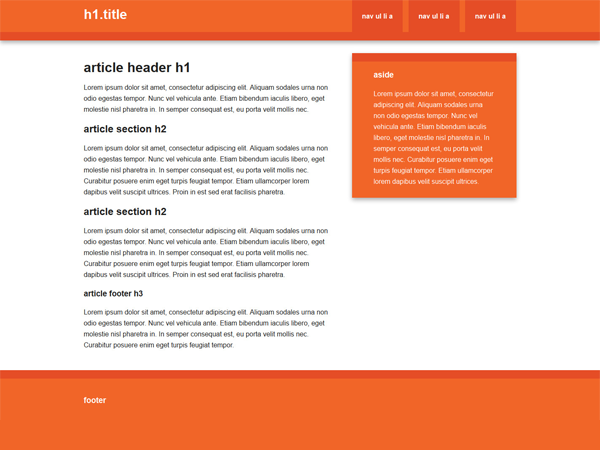 h1.title
nav ul li a
nav ul li a
nav ul li a
article header h1
Lorem ipsum dolor sit amet, consectetur adipiscing elit. Aliquam sodales urna non
odio egestas tempor. Nunc vel vehicula ante. Etiam bibendum iaculis libero, eget
molestie nisl pharetra in. In semper consequat est, eu porta velit mollis nec.
article section h2
Lorem ipsum dolor sit amet, consectetur adipiscing elit. Aliquam sodales urna non
odio egestas tempor. Nunc vel vehicula ante. Etiam bibendum iaculis libero, eget
molestie nisl pharetra in. In semper consequat est, eu porta velit mollis nec.
Curabitur posuere enim eget turpis feugiat tempor. Etiam ullamcorper lorem
dapibus velit suscipit ultrices. Proin in est sed erat facilisis pharetra.
article section h2
Lorem ipsum dolor sit amet, consectetur adipiscing elit. Aliquam sodales urna non
odio egestas tempor. Nunc vel vehicula ante. Etiam bibendum iaculis libero, eget
molestie nisl pharetra in. In semper consequat est, eu porta velit mollis nec.
Curabitur posuere enim eget turpis feugiat tempor. Etiam ullamcorper lorem
dapibus velit suscipit ultrices. Proin in est sed erat facilisis pharetra.
article footer h3
Lorem ipsum dolor sit amet, consectetur adipiscing elit. Aliquam sodales urna non
odio egestas tempor. Nunc vel vehicula ante. Etiam bibendum iaculis libero, eget
molestie nisl pharetra in. In semper consequat est, eu porta velit mollis nec.
Curabitur posuere enim eget turpis feugiat tempor.
aside
Lorem ipsum dolor sit amet, consectetur
adipiscing elit. Aliquam sodales urna
non odio egestas tempor. Nunc vel
vehicula ante. Etiam bibendum iaculis
libero, eget molestie nisl pharetra in. In
semper consequat est, eu porta velit
mollis nec. Curabitur posuere enim eget
turpis feugiat tempor. Etiam ullamcorper
lorem dapibus velit suscipit ultrices.
footer